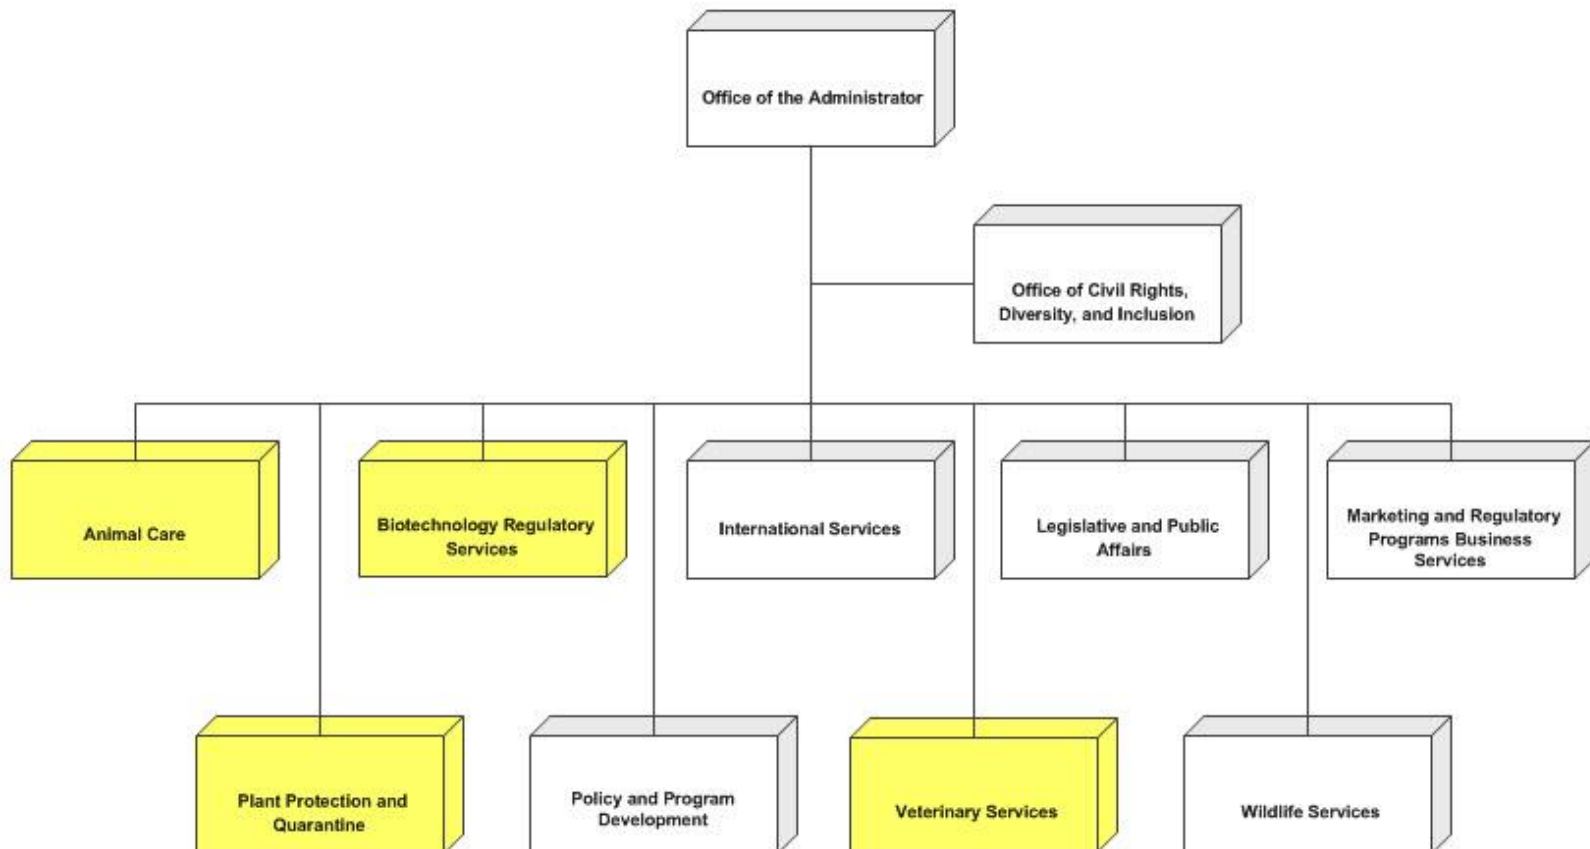 Office of the Administrator
Office of Civil Rights,
Diversity, and Inclusion
Animal Care
Biotechnology Regulatory
Services
International Services
Legislative and Public
Affairs
Marketing and Regulatory
Programs Business
Services
Plant Protection and
Quarantine
Policy and Program
Development
Veterinary Services
Wildlife Services